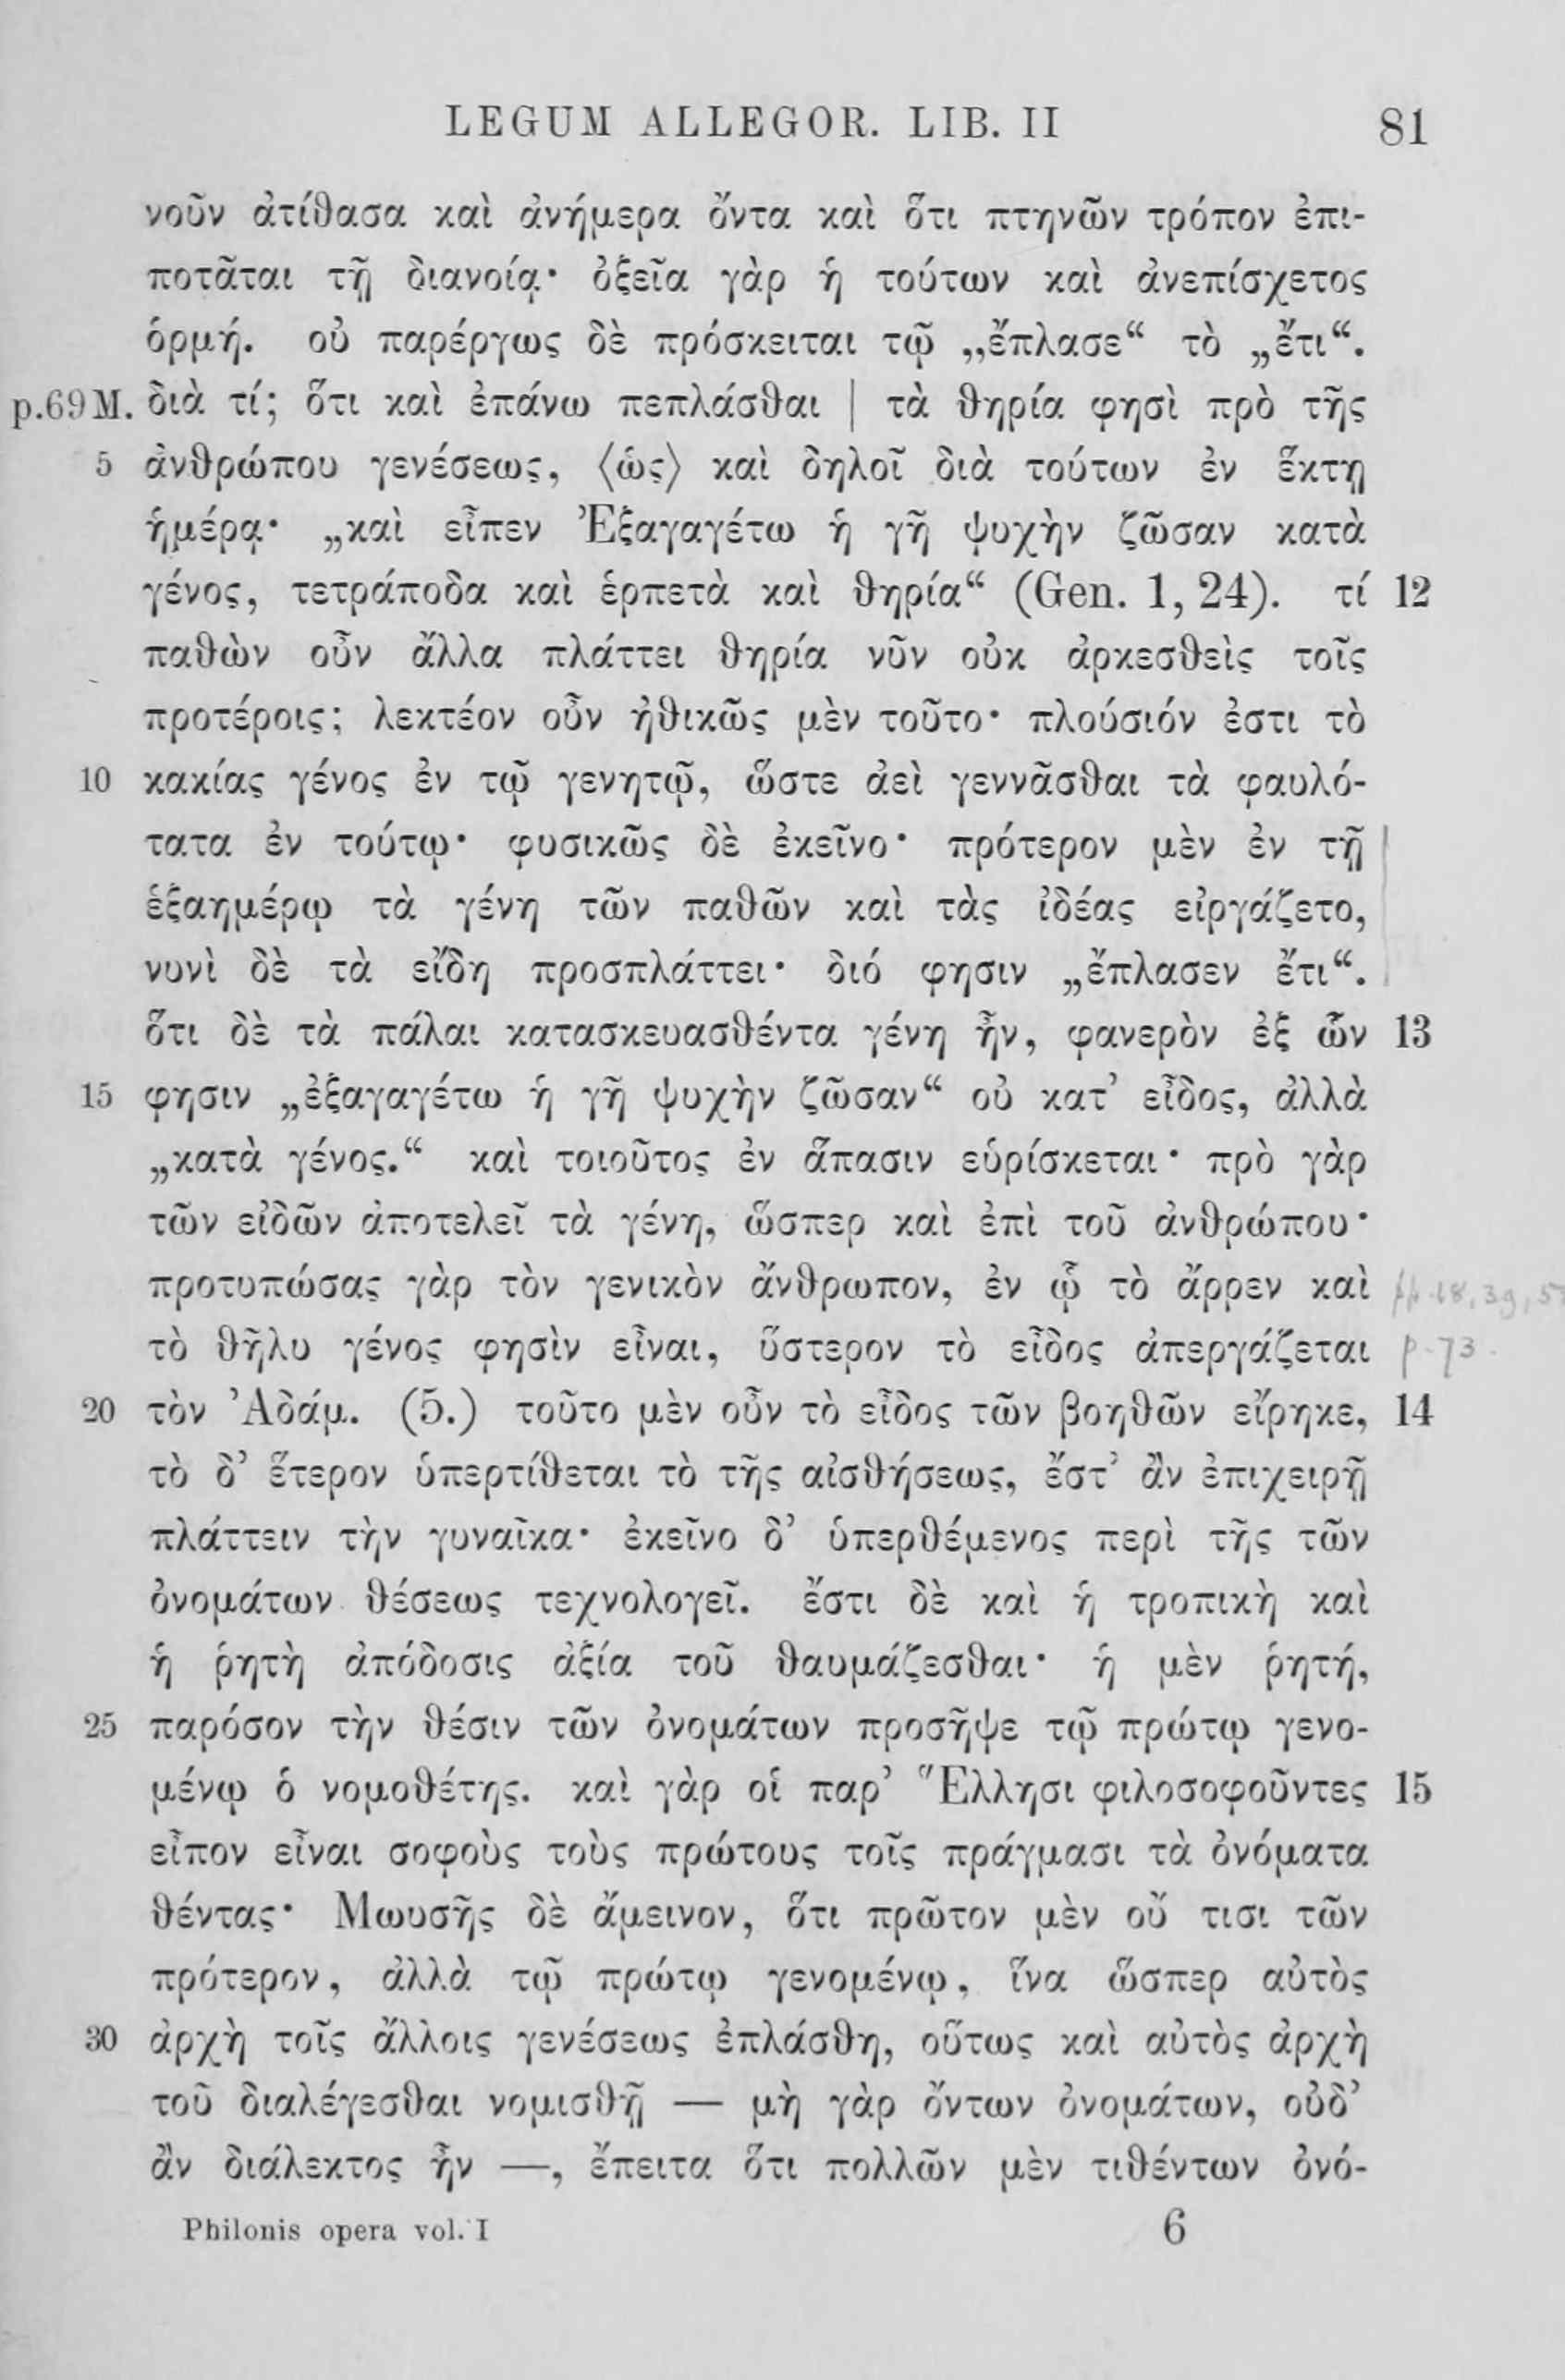 LEGUM ALLEGOR. LIB. II 81
νοῦν ἀτίθασα καὶ ἀνήμερα ὄντα καὶ ὅτι πτηνῶν τρόπον ἐπι-
ποτᾶται τῇ διανοίᾳ· ὀξεῖα γὰρ ἡ τούτων καὶ ἀνεπίσχετος
ὁρμή. οὐ παρέργως δὲ πρόσκειται τῷ „ἔπλασε“ τὸ „ἔτι“.
p.69 M. διὰ τί; ὅτι καὶ ἐπάνω πεπλάσθαι | τὰ θηρία φησὶ πρὸ τῆς
5 ἀνθρώπου γενέσεως, ⟨ὡς⟩ καὶ δηλοῖ διὰ τούτων ἐν ἕκτῃ
ἡμέρᾳ· „καὶ εἶπεν Ἐξαγαγέτω ἡ γῆ ψυχὴν ζῶσαν κατὰ
γένος, τετράποδα καὶ ἑρπετὰ καὶ θηρία“ (Gen. 1, 24). τί 12
παθὼν οὖν ἄλλα πλάττει θηρία νῦν οὐκ ἀρκεσθεὶς τοῖς
προτέροις; λεκτέον οὖν ἠθικῶς μὲν τοῦτο· πλούσιόν ἐστι τὸ
10 κακίας γένος ἐν τῷ γενητῷ, ὥστε ἀεὶ γεννᾶσθαι τὰ φαυλό-
τατα ἐν τούτῳ· φυσικῶς δὲ ἐκεῖνο· πρότερον μὲν ἐν τῇ
ἑξαημέρῳ τὰ γένη τῶν παθῶν καὶ τὰς ἰδέας εἰργάζετο,
νυνὶ δὲ τὰ εἴδη προσπλάττει· διό φησιν „ἔπλασεν ἔτι“.
ὅτι δὲ τὰ πάλαι κατασκευασθέντα γένη ἦν, φανερὸν ἐξ ὧν 13
15 φησιν „ἐξαγαγέτω ἡ γῆ ψυχὴν ζῶσαν“ οὐ κατ’ εἶδος, ἀλλὰ
„κατὰ γένος.“ καὶ τοιοῦτος ἐν ἅπασιν εὑρίσκεται· πρὸ γὰρ
τῶν εἰδῶν ἀποτελεῖ τὰ γένη, ὥσπερ καὶ ἐπὶ τοῦ ἀνθρώπου·
προτυπώσας γὰρ τὸν γενικὸν ἄνθρωπον, ἐν ᾧ τὸ ἄρρεν καὶ
τὸ θῆλυ γένος φησὶν εἶναι, ὕστερον τὸ εἶδος ἀπεργάζεται p. 73.
20 τὸν Ἀδάμ. (5.) τοῦτο μὲν οὖν τὸ εἶδος τῶν βοηθῶν εἴρηκε, 14
τὸ δ’ ἕτερον ὑπερτίθεται τὸ τῆς αἰσθήσεως, ἔστ’ ἂν ἐπιχειρῇ
πλάττειν τὴν γυναῖκα· ἐκεῖνο δ’ ὑπερθέμενος περὶ τῆς τῶν
ὀνομάτων θέσεως τεχνολογεῖ. ἔστι δὲ καὶ ἡ τροπικὴ καὶ
ἡ ῥητὴ ἀπόδοσις ἀξία τοῦ θαυμάζεσθαι· ἡ μὲν ῥητή,
25 παρόσον τὴν θέσιν τῶν ὀνομάτων προσῆψε τῷ πρώτῳ γενο-
μένῳ ὁ νομοθέτης. καὶ γὰρ οἱ παρ’ Ἕλλησι φιλοσοφοῦντες 15
εἶπον εἶναι σοφοὺς τοὺς πρώτους τοῖς πράγμασι τὰ ὀνόματα
θέντας· Μωυσῆς δὲ ἄμεινον, ὅτι πρῶτον μὲν οὔ τισι τῶν
πρότερον, ἀλλὰ τῷ πρώτῳ γενομένῳ, ἵνα ὥσπερ αὐτὸς
30 ἀρχὴ τοῖς ἄλλοις γενέσεως ἐπλάσθη, οὕτως καὶ αὐτὸς ἀρχὴ
τοῦ διαλέγεσθαι νομισθῇ — μὴ γὰρ ὄντων ὀνομάτων, οὐδ’
ἂν διάλεκτος ἦν —, ἔπειτα ὅτι πολλῶν μὲν τιθέντων ὀνό-
Philonis opera vol. I 6